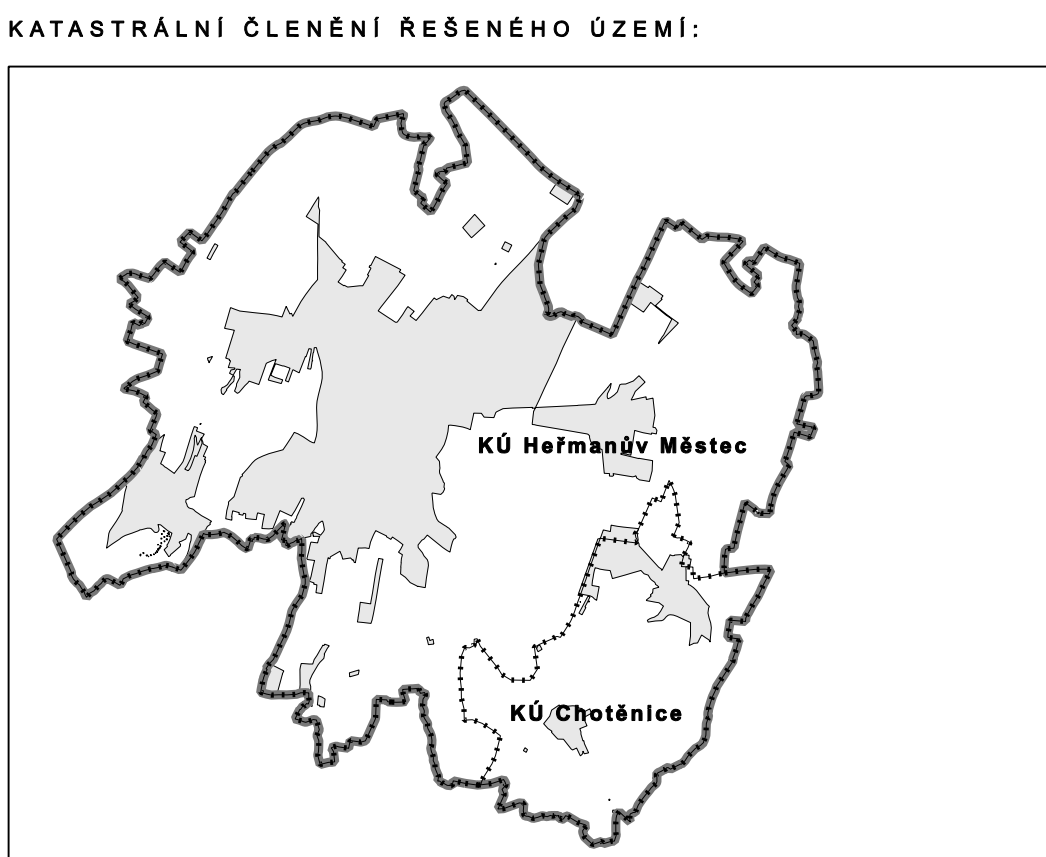 KATASTRÁLNÍ ČLENĚNÍ ŘEŠENÉHO ÚZEMÍ:
KÚ Heřmanův Městec
KÚ Chotěnice